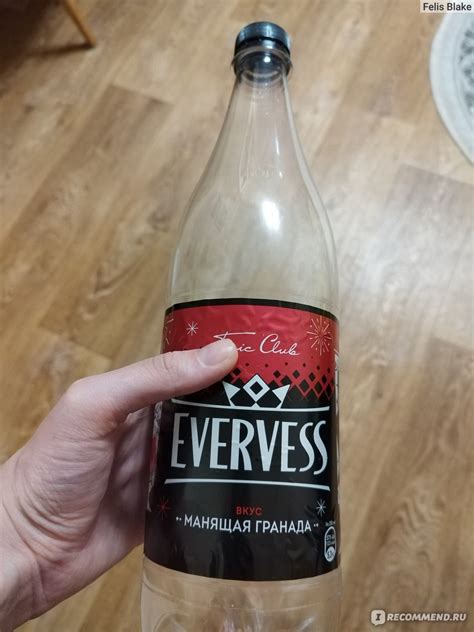 Felis Blake
Tonic Club
EVERVESS
ВКУС
МАНЯЩАЯ ГРАНАДА
I RECOMMEND.RU